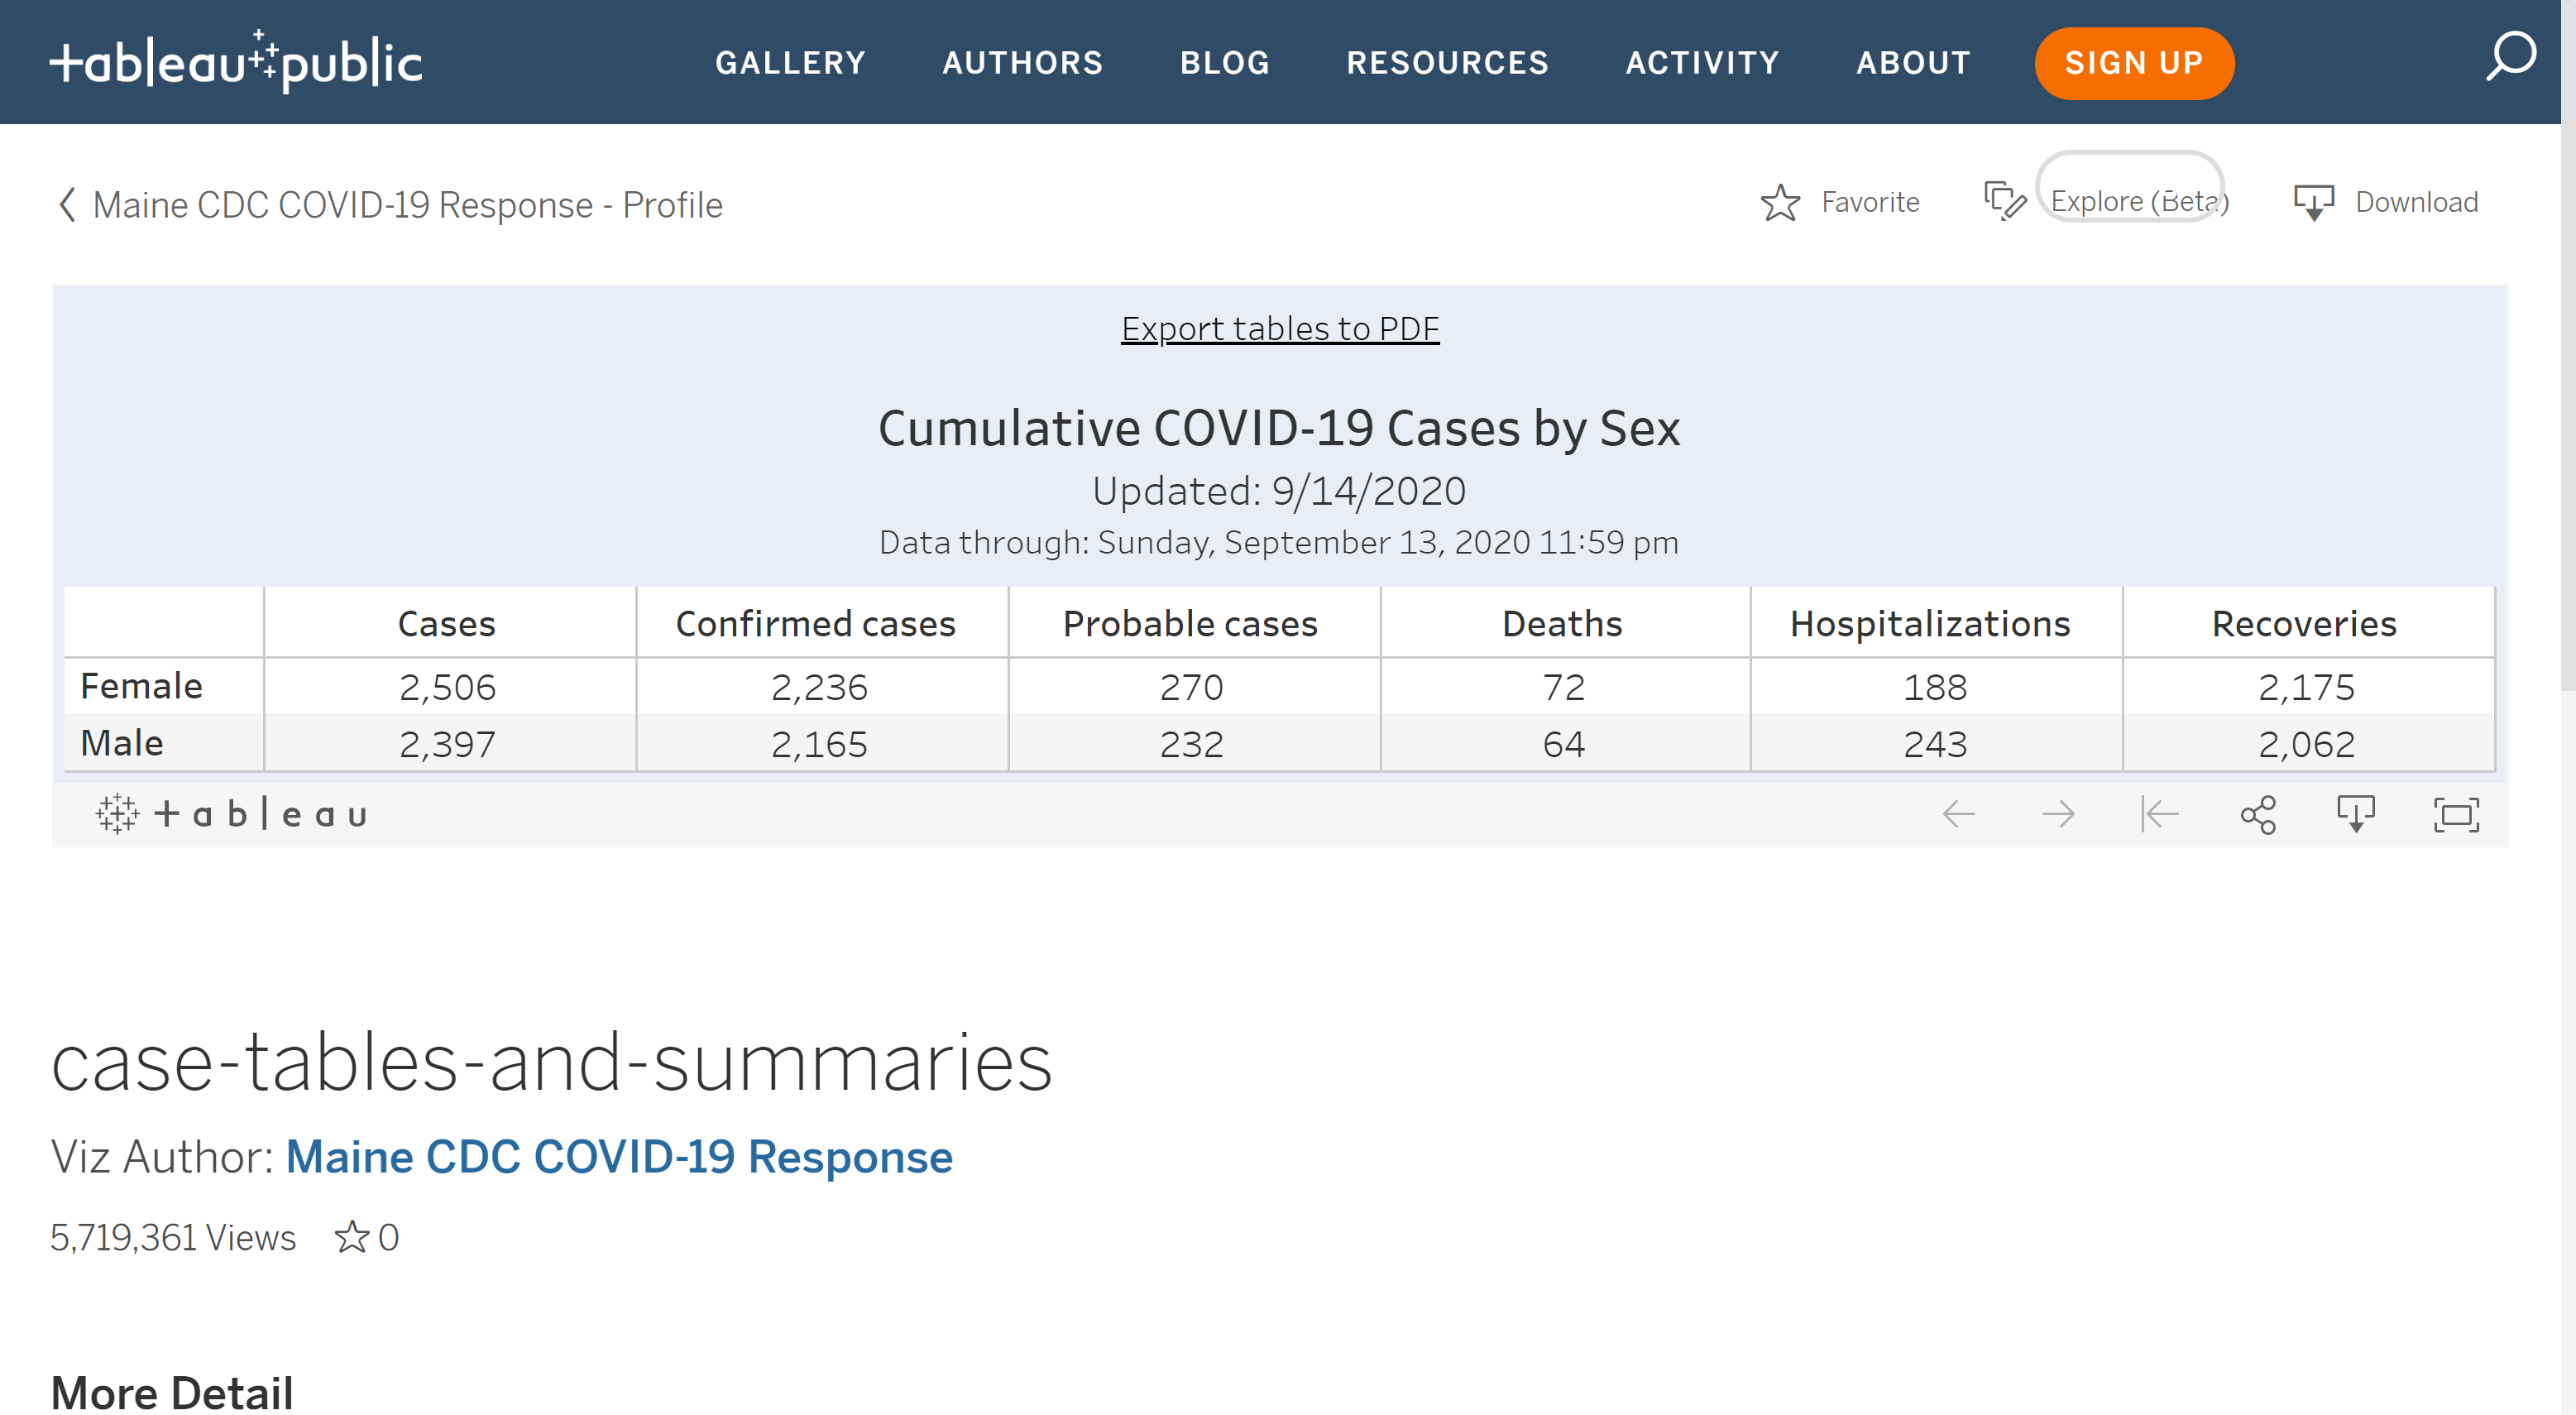 tableau public GALLERY AUTHORS BLOG RESOURCES ACTIVITY ABOUT SIGN UP
Maine CDC COVID-19 Response - Profile Favorite Explore (Beta) Download
Export tables to PDF
Cumulative COVID-19 Cases by Sex
Updated: 9/14/2020
Data through: Sunday, September 13, 2020 11:59 pm
Cases Confirmed cases Probable cases Deaths Hospitalizations Recoveries
Female 2,506 2,236 270 72 188 2,175
Male 2,397 2,165 232 64 243 2,062
tableau
case-tables-and-summaries
Viz Author: Maine CDC COVID-19 Response
5,719,361 Views 0
More Detail